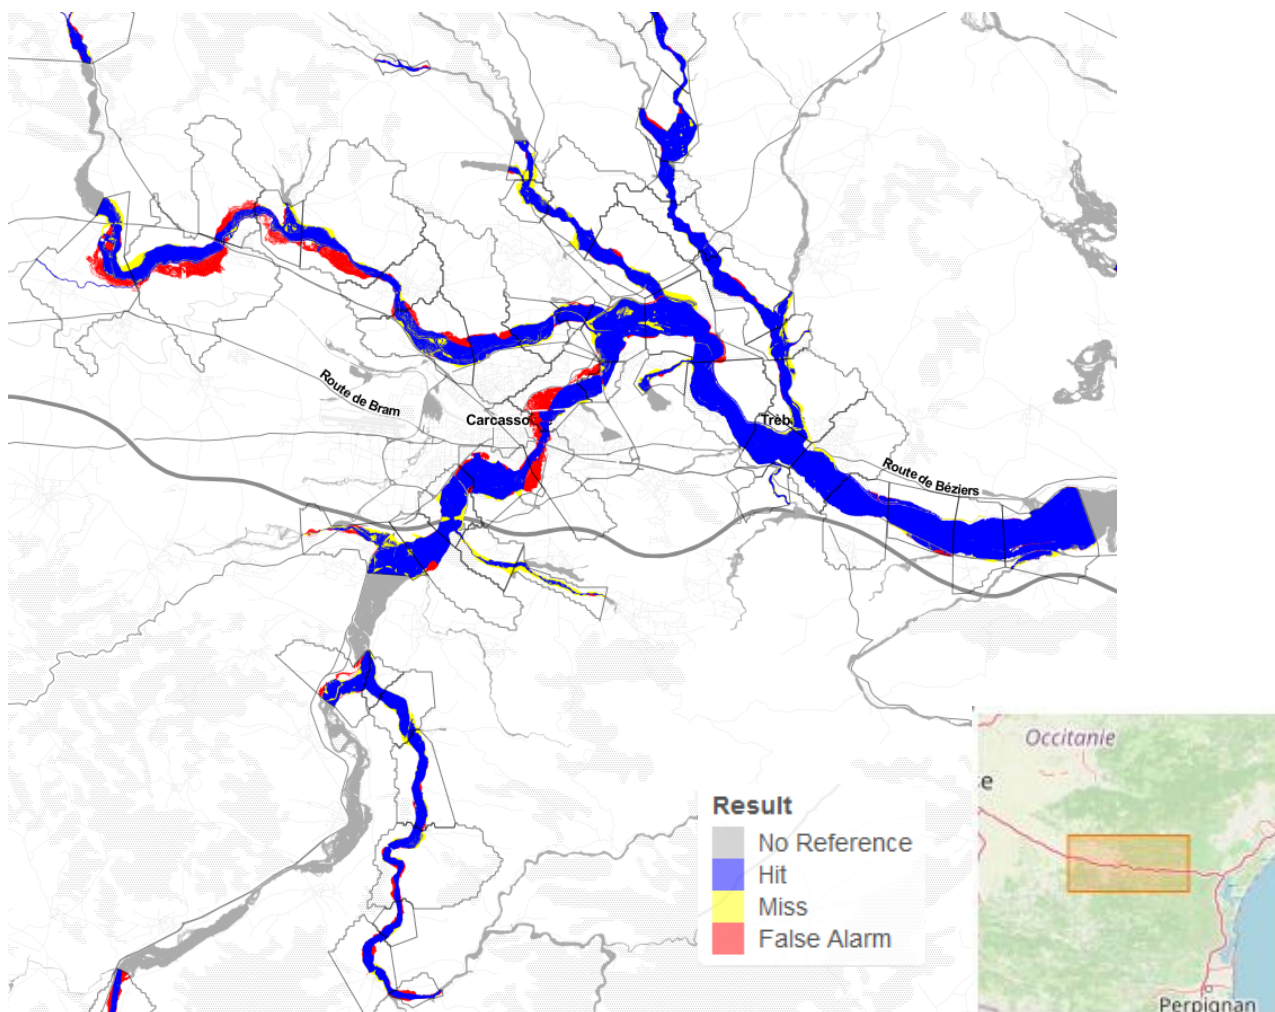 Route de Bram
Carcasso
Trèb
Route de Béziers
Occitanie
e
Result
No Reference
Hit
Miss
False Alarm
Perpignan